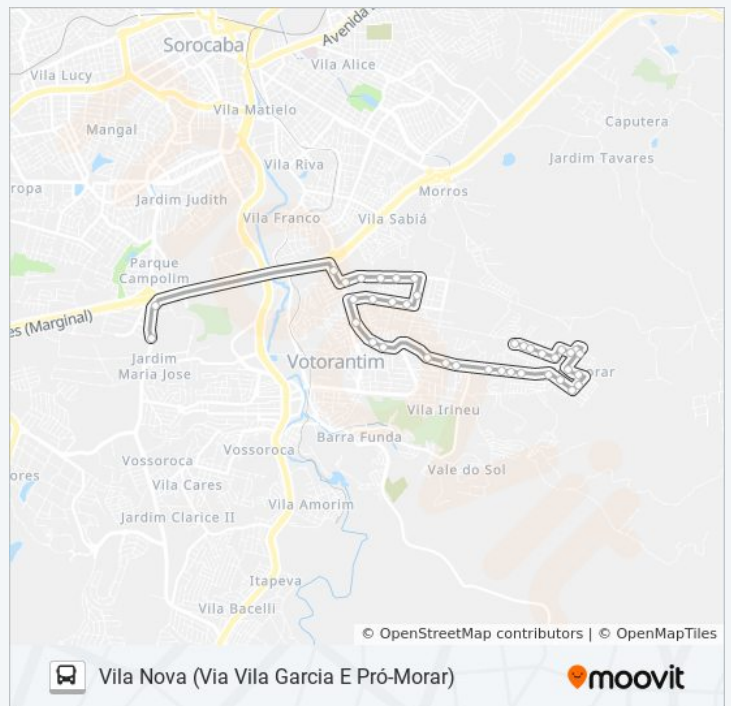 Sorocaba
Avenida
Vila Alice
Vila Lucy
Vila Matielo
Caputera
Mangal
Jardim Tavares
Vila Riva
ropa
Morros
Jardim Judith
Vila Franco
Vila Sabiá
Parque
Campolim
es (Marginal)
Jardim
Maria Jose
Votorantim
orar
Vila Irineu
Barra Funda
Vossoroca
Vossoroca
Vale do Sol
ores
Vila Cares
Vila Amorim
Jardim Clarice II
Itapeva
Vila Bacelli
© OpenStreetMap contributors | © OpenMapTiles
Vila Nova (Via Vila Garcia E Pró-Morar)
moovit